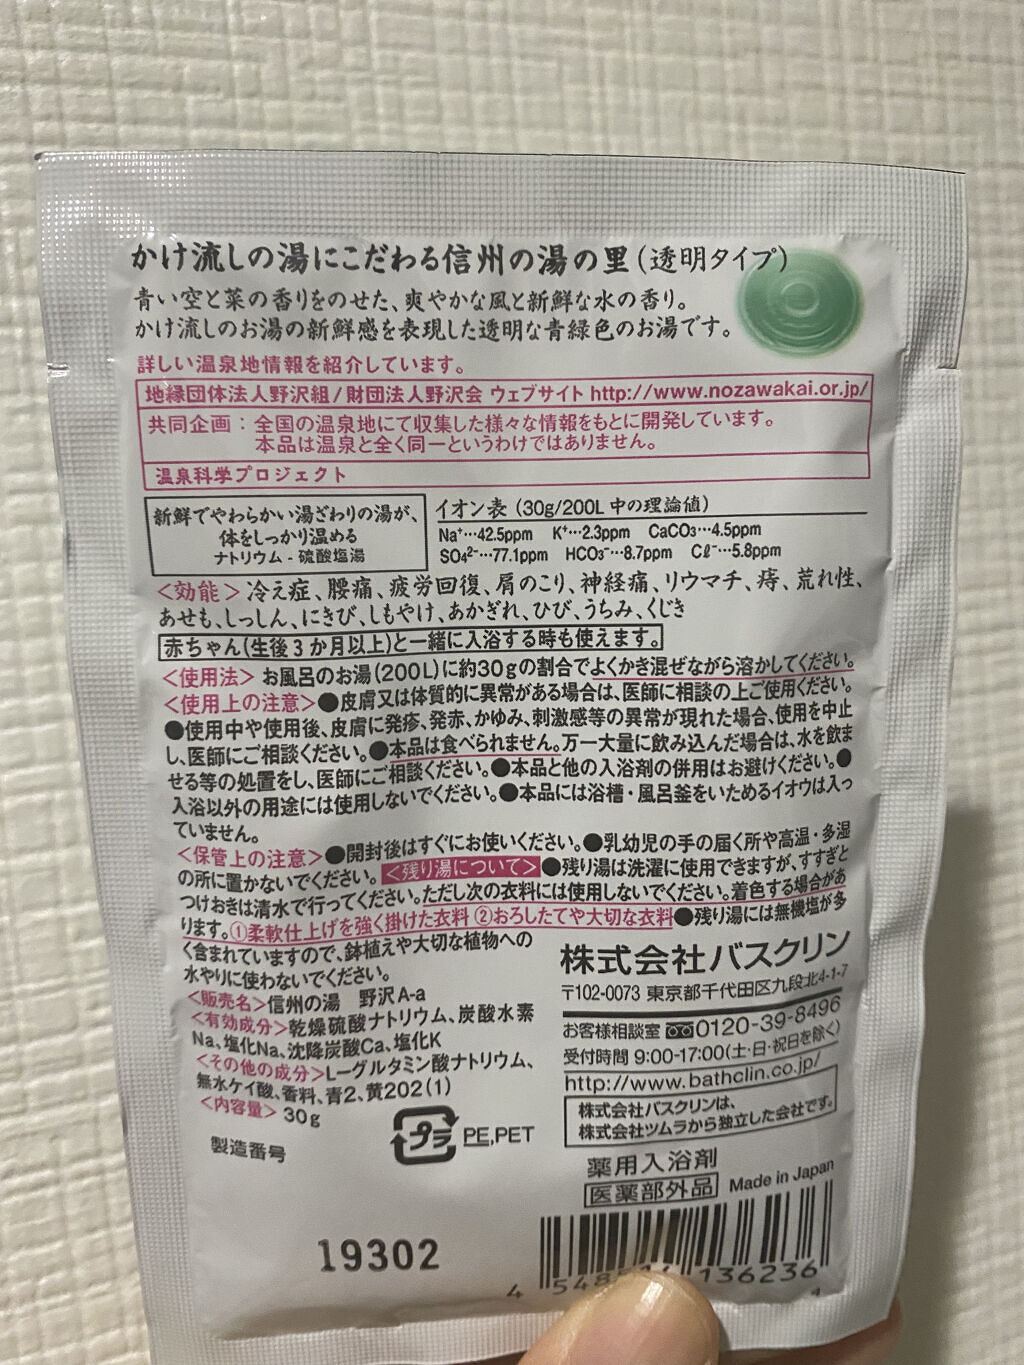 かけ流しの湯にこだわる信州の湯の里(透明タイプ)
青い空と菜の香りをのせた、爽やかな風と新鮮な水の香り。
かけ流しのお湯の新鮮感を表現した透明な青緑色のお湯です。
詳しい温泉地情報を紹介しています。
地縁団体法人野沢組/財団法人野沢会 ウェブサイト http://www.nozawakai.or.jp/
共同企画:全国の温泉地にて収集した様々な情報をもとに開発しています。
本品は温泉と全く同一というわけではありません。
温泉科学プロジェクト
新鮮でやわらかい湯ざわりの湯が、
体をしっかり温める
ナトリウム-硫酸塩湯
イオン表(30g/200L中の理論値)
Na⁺…42.5ppm K⁺…2.3ppm CaCO₃…4.5ppm
SO₄²⁻…77.1ppm HCO₃⁻…8.7ppm Cℓ⁻…5.8ppm
<効能>冷え症、腰痛、疲労回復、肩のこり、神経痛、リウマチ、痔、荒れ性、
あせも、しっしん、にきび、しもやけ、あかぎれ、ひび、うちみ、くじき
赤ちゃん(生後3か月以上)と一緒に入浴する時も使えます。
<使用法>お風呂のお湯(200L)に約30gの割合でよくかき混ぜながら溶かしてください。
<使用上の注意>●皮膚又は体質的に異常がある場合は、医師に相談の上ご使用ください。
●使用中や使用後、皮膚に発疹、発赤、かゆみ、刺激感等の異常が現れた場合、使用を中止
し、医師にご相談ください。●本品は食べられません。万一大量に飲み込んだ場合は、水を飲ま
せる等の処置をし、医師にご相談ください。●本品と他の入浴剤の併用はお避けください。●
入浴以外の用途には使用しないでください。●本品には浴槽・風呂釜をいためるイオウは入っ
ていません。
<保管上の注意>●開封後はすぐにお使いください。●乳幼児の手の届く所や高温・多湿
の所に置かないでください。<残り湯について>●残り湯は洗濯に使用できますが、すすぎと
つけおきは清水で行ってください。ただし次の衣料には使用しないでください。着色する場合があ
ります。①柔軟仕上げを強く掛けた衣料 ②おろしたてや大切な衣料●残り湯には無機塩が多
く含まれていますので、鉢植えや大切な植物への
水やりに使わないでください。
<販売名>信州の湯 野沢A-a
<有効成分>乾燥硫酸ナトリウム、炭酸水素
Na、塩化Na、沈降炭酸Ca、塩化K
<その他の成分>L-グルタミン酸ナトリウム、
無水ケイ酸、香料、青2、黄202(1)
<内容量>30g
製造番号
19302
プラ PE,PET
株式会社バスクリン
〒102-0073 東京都千代田区九段北4-1-7
お客様相談室 0120-39-8496
受付時間 9:00-17:00(土・日・祝日を除く)
http://www.bathclin.co.jp/
株式会社バスクリンは、
株式会社ツムラから独立した会社です。
薬用入浴剤
医薬部外品 Made in Japan
136236